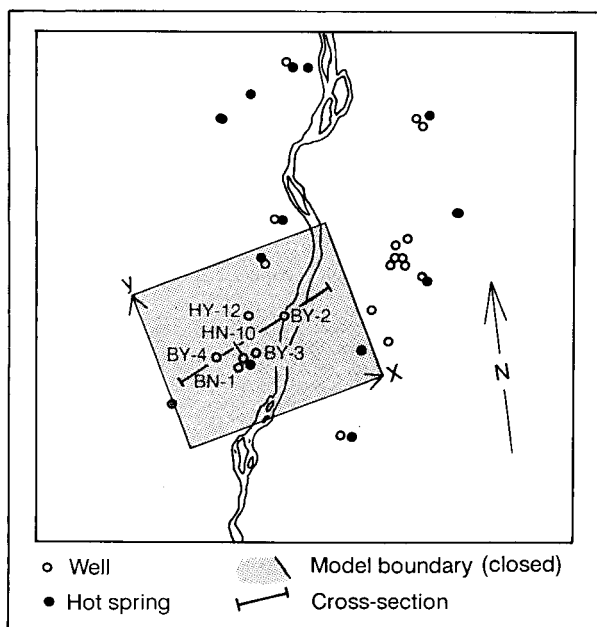 Y
HY-12
BY-2
HN-10
BY-4
BY-3
BN-1
X
N
Well
Model boundary (closed)
Hot spring
Cross-section